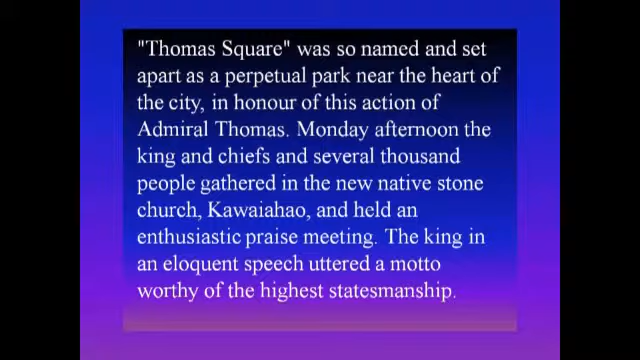 "Thomas Square" was so named and set
apart as a perpetual park near the heart of
the city, in honour of this action of
Admiral Thomas. Monday afternoon the
king and chiefs and several thousand
people gathered in the new native stone
church, Kawaiahao, and held an
enthusiastic praise meeting. The king in
an eloquent speech uttered a motto
worthy of the highest statesmanship.